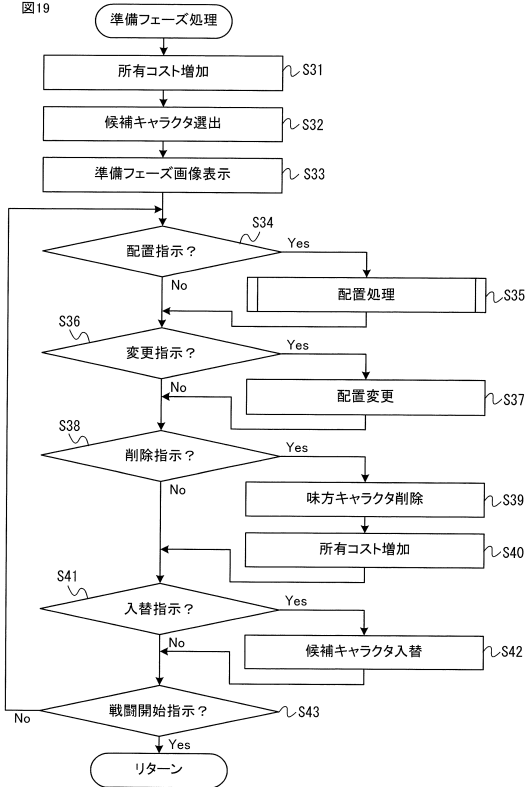 図19
準備フェーズ処理
所有コスト増加
S31
候補キャラクタ選出
S32
準備フェーズ画像表示
S33
S34
配置指示？
Yes
No
配置処理
S35
S36
変更指示？
Yes
No
配置変更
S37
S38
削除指示？
Yes
No
味方キャラクタ削除
S39
所有コスト増加
S40
S41
入替指示？
Yes
No
候補キャラクタ入替
S42
戦闘開始指示？
S43
No
Yes
リターン